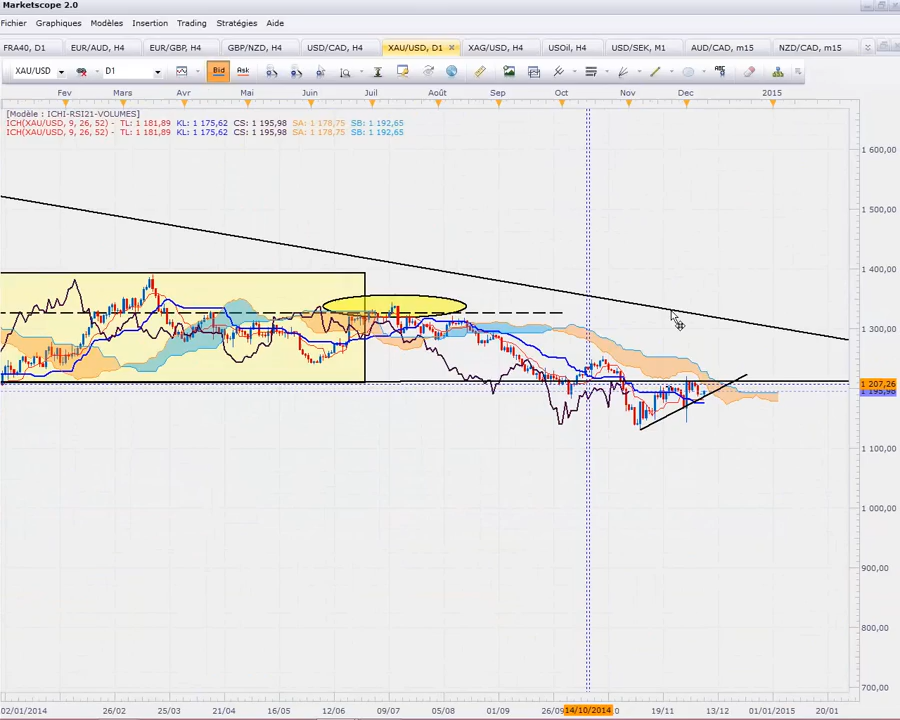 Marketscope 2.0
Fichier Graphiques Modèles Insertion Trading Stratégies Aide
FRA40, D1 EUR/AUD, H4 EUR/GBP, H4 GBP/NZD, H4 USD/CAD, H4 XAU/USD, D1 XAG/USD, H4 USOil, H4 USD/SEK, M1 AUD/CAD, m15 NZD/CAD, m15
XAU/USD D1 Bid Ask
Fév Mars Avr Mai Juin Juil Août Sep Oct Nov Dec 2015
[Modèle : ICHI-RSI21-VOLUMES]
ICH(XAU/USD, 9, 26, 52) - TL: 1 181,89 KL: 1 175,62 CS: 1 195,98 SA: 1 178,75 SB: 1 192,65
ICH(XAU/USD, 9, 26, 52) - TL: 1 181,89 KL: 1 175,62 CS: 1 195,98 SA: 1 178,75 SB: 1 192,65
1 600,00
1 500,00
1 400,00
1 300,00
1 207,26
1 195,98
1 100,00
1 000,00
900,00
800,00
700,00
02/01/2014 26/02 25/03 21/04 16/05 12/06 09/07 05/08 01/09 26/09 14/10/2014 0 19/11 13/12 01/01/2015 20/01